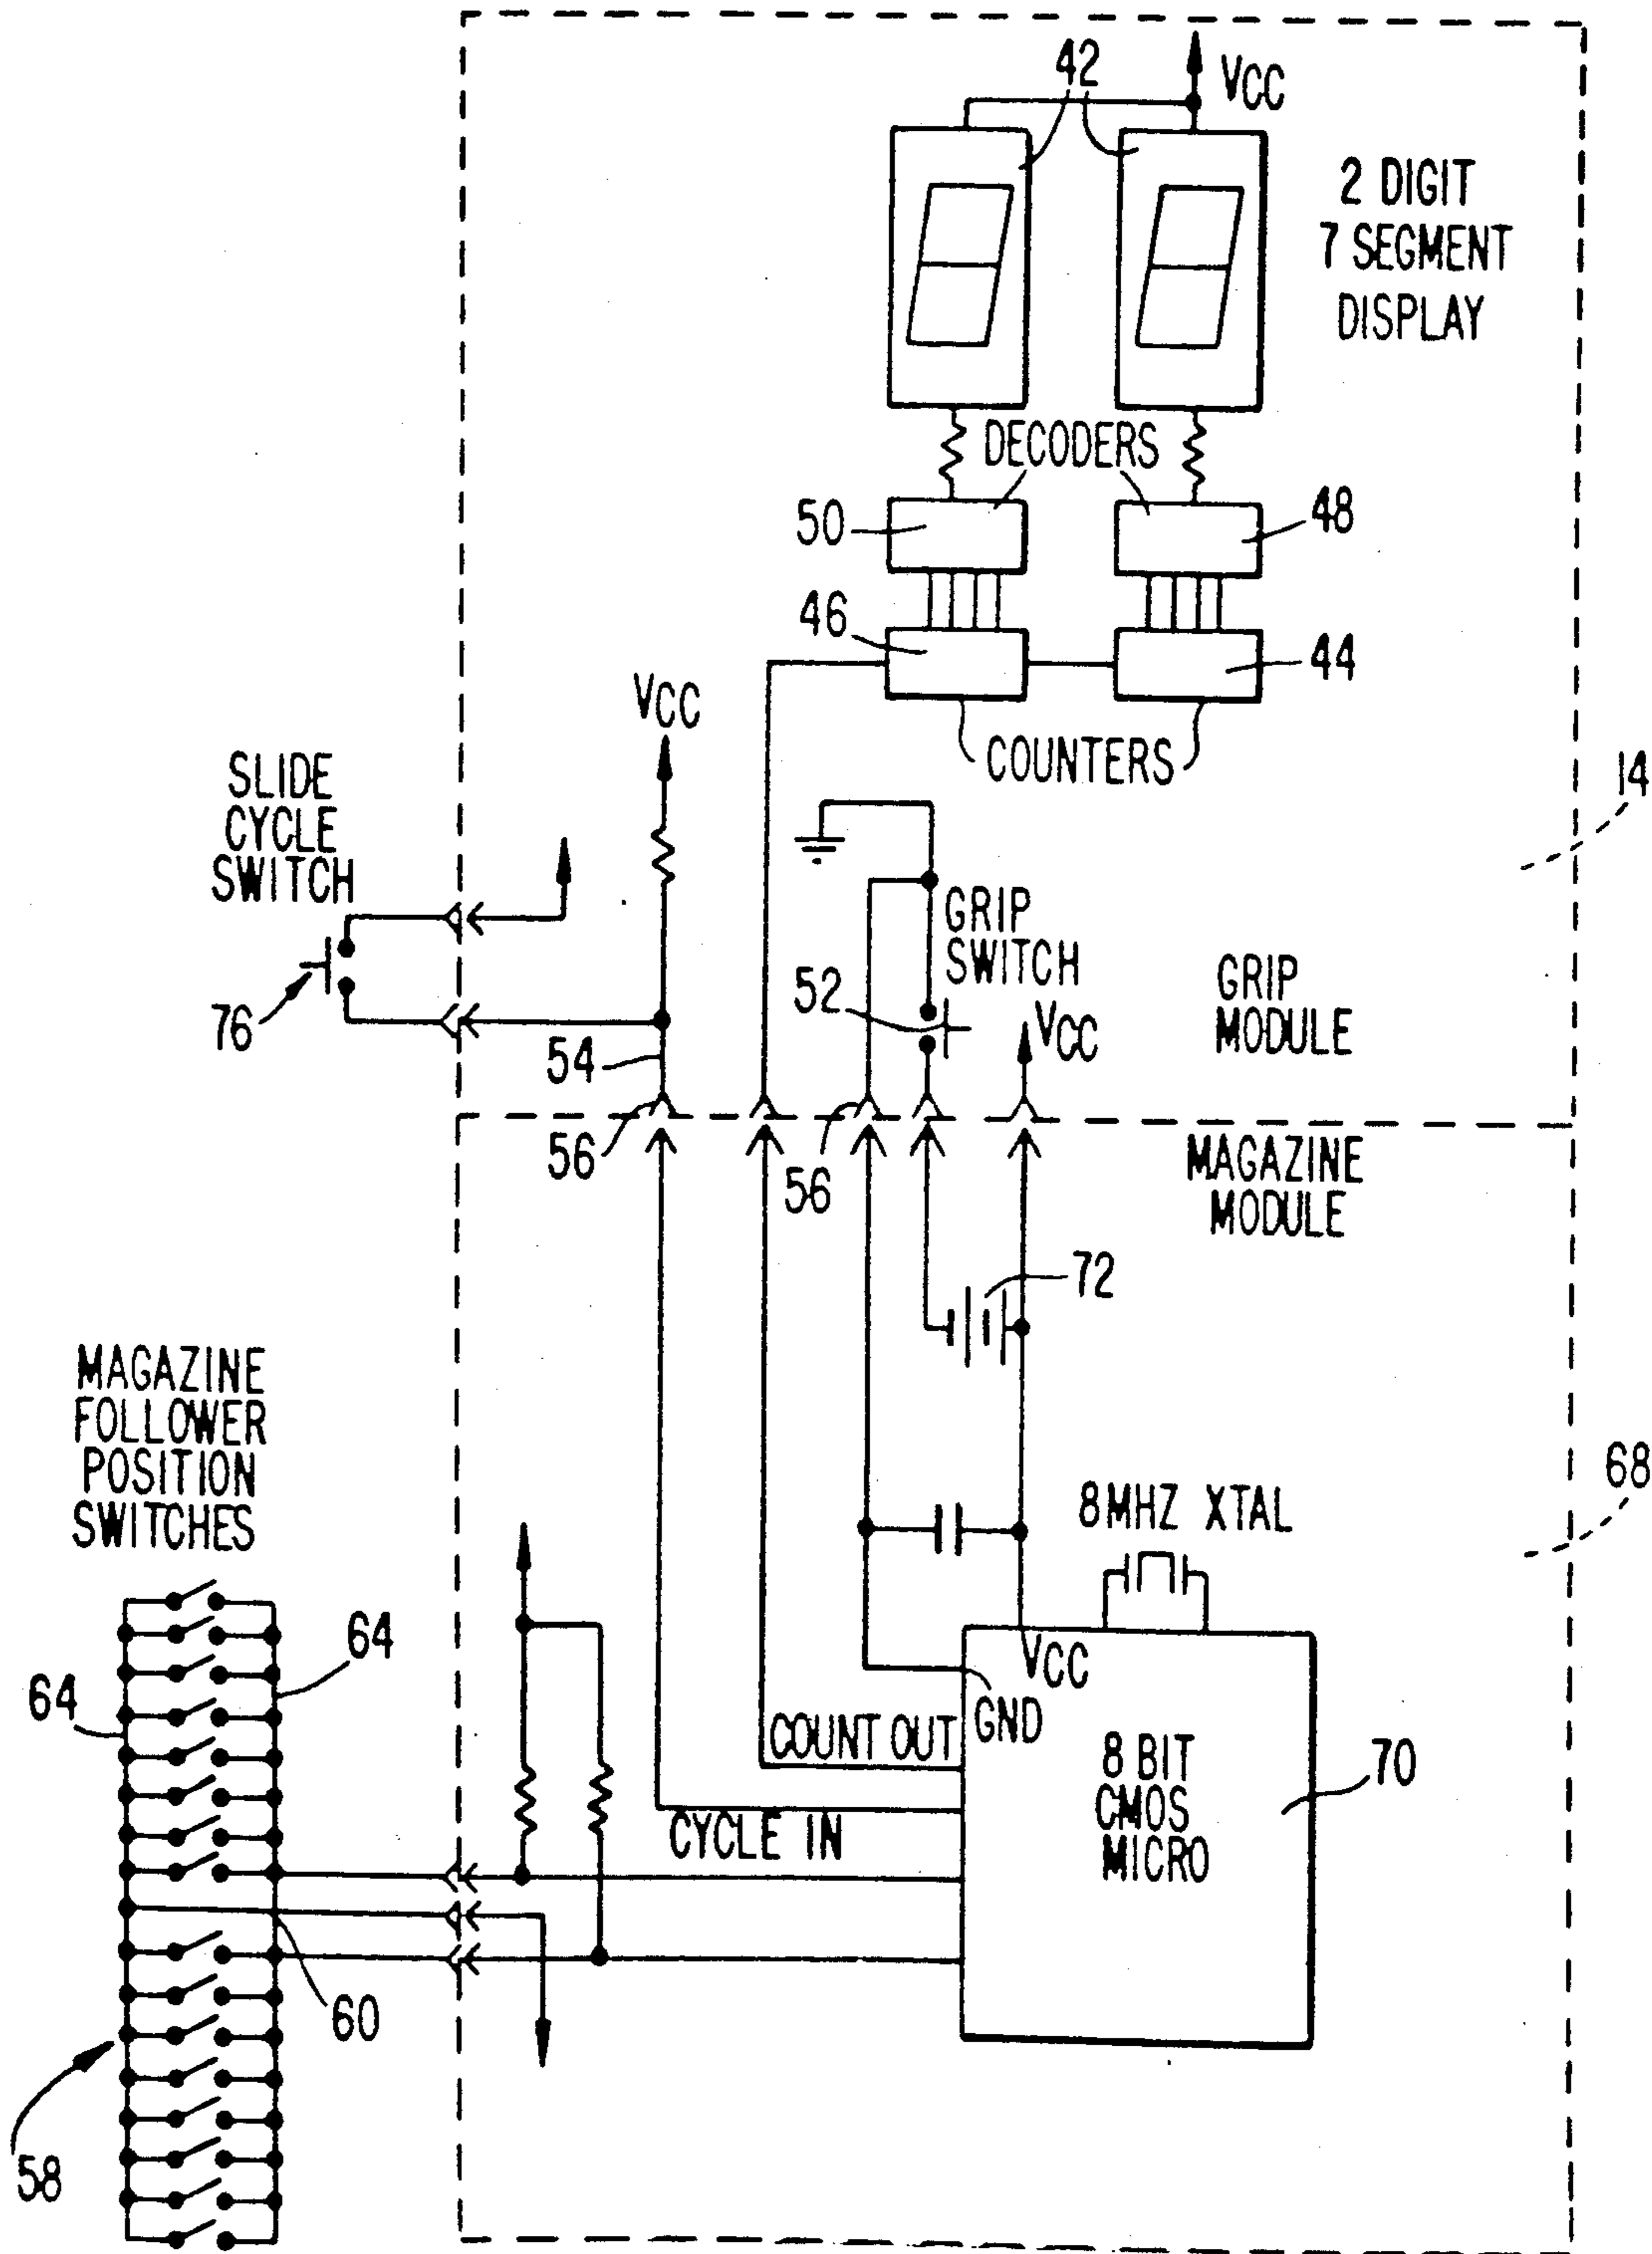 42
VCC
2 DIGIT
7 SEGMENT
DISPLAY
DECODERS
50
48
46
44
COUNTERS
VCC
14
SLIDE
CYCLE
SWITCH
76
GRIP
SWITCH
52
VCC
GRIP
MODULE
54
56
56
MAGAZINE
MODULE
72
MAGAZINE
FOLLOWER
POSITION
SWITCHES
68
8MHZ XTAL
64
64
VCC
GND
COUNT OUT
8 BIT
CMOS
MICRO
70
CYCLE IN
60
58